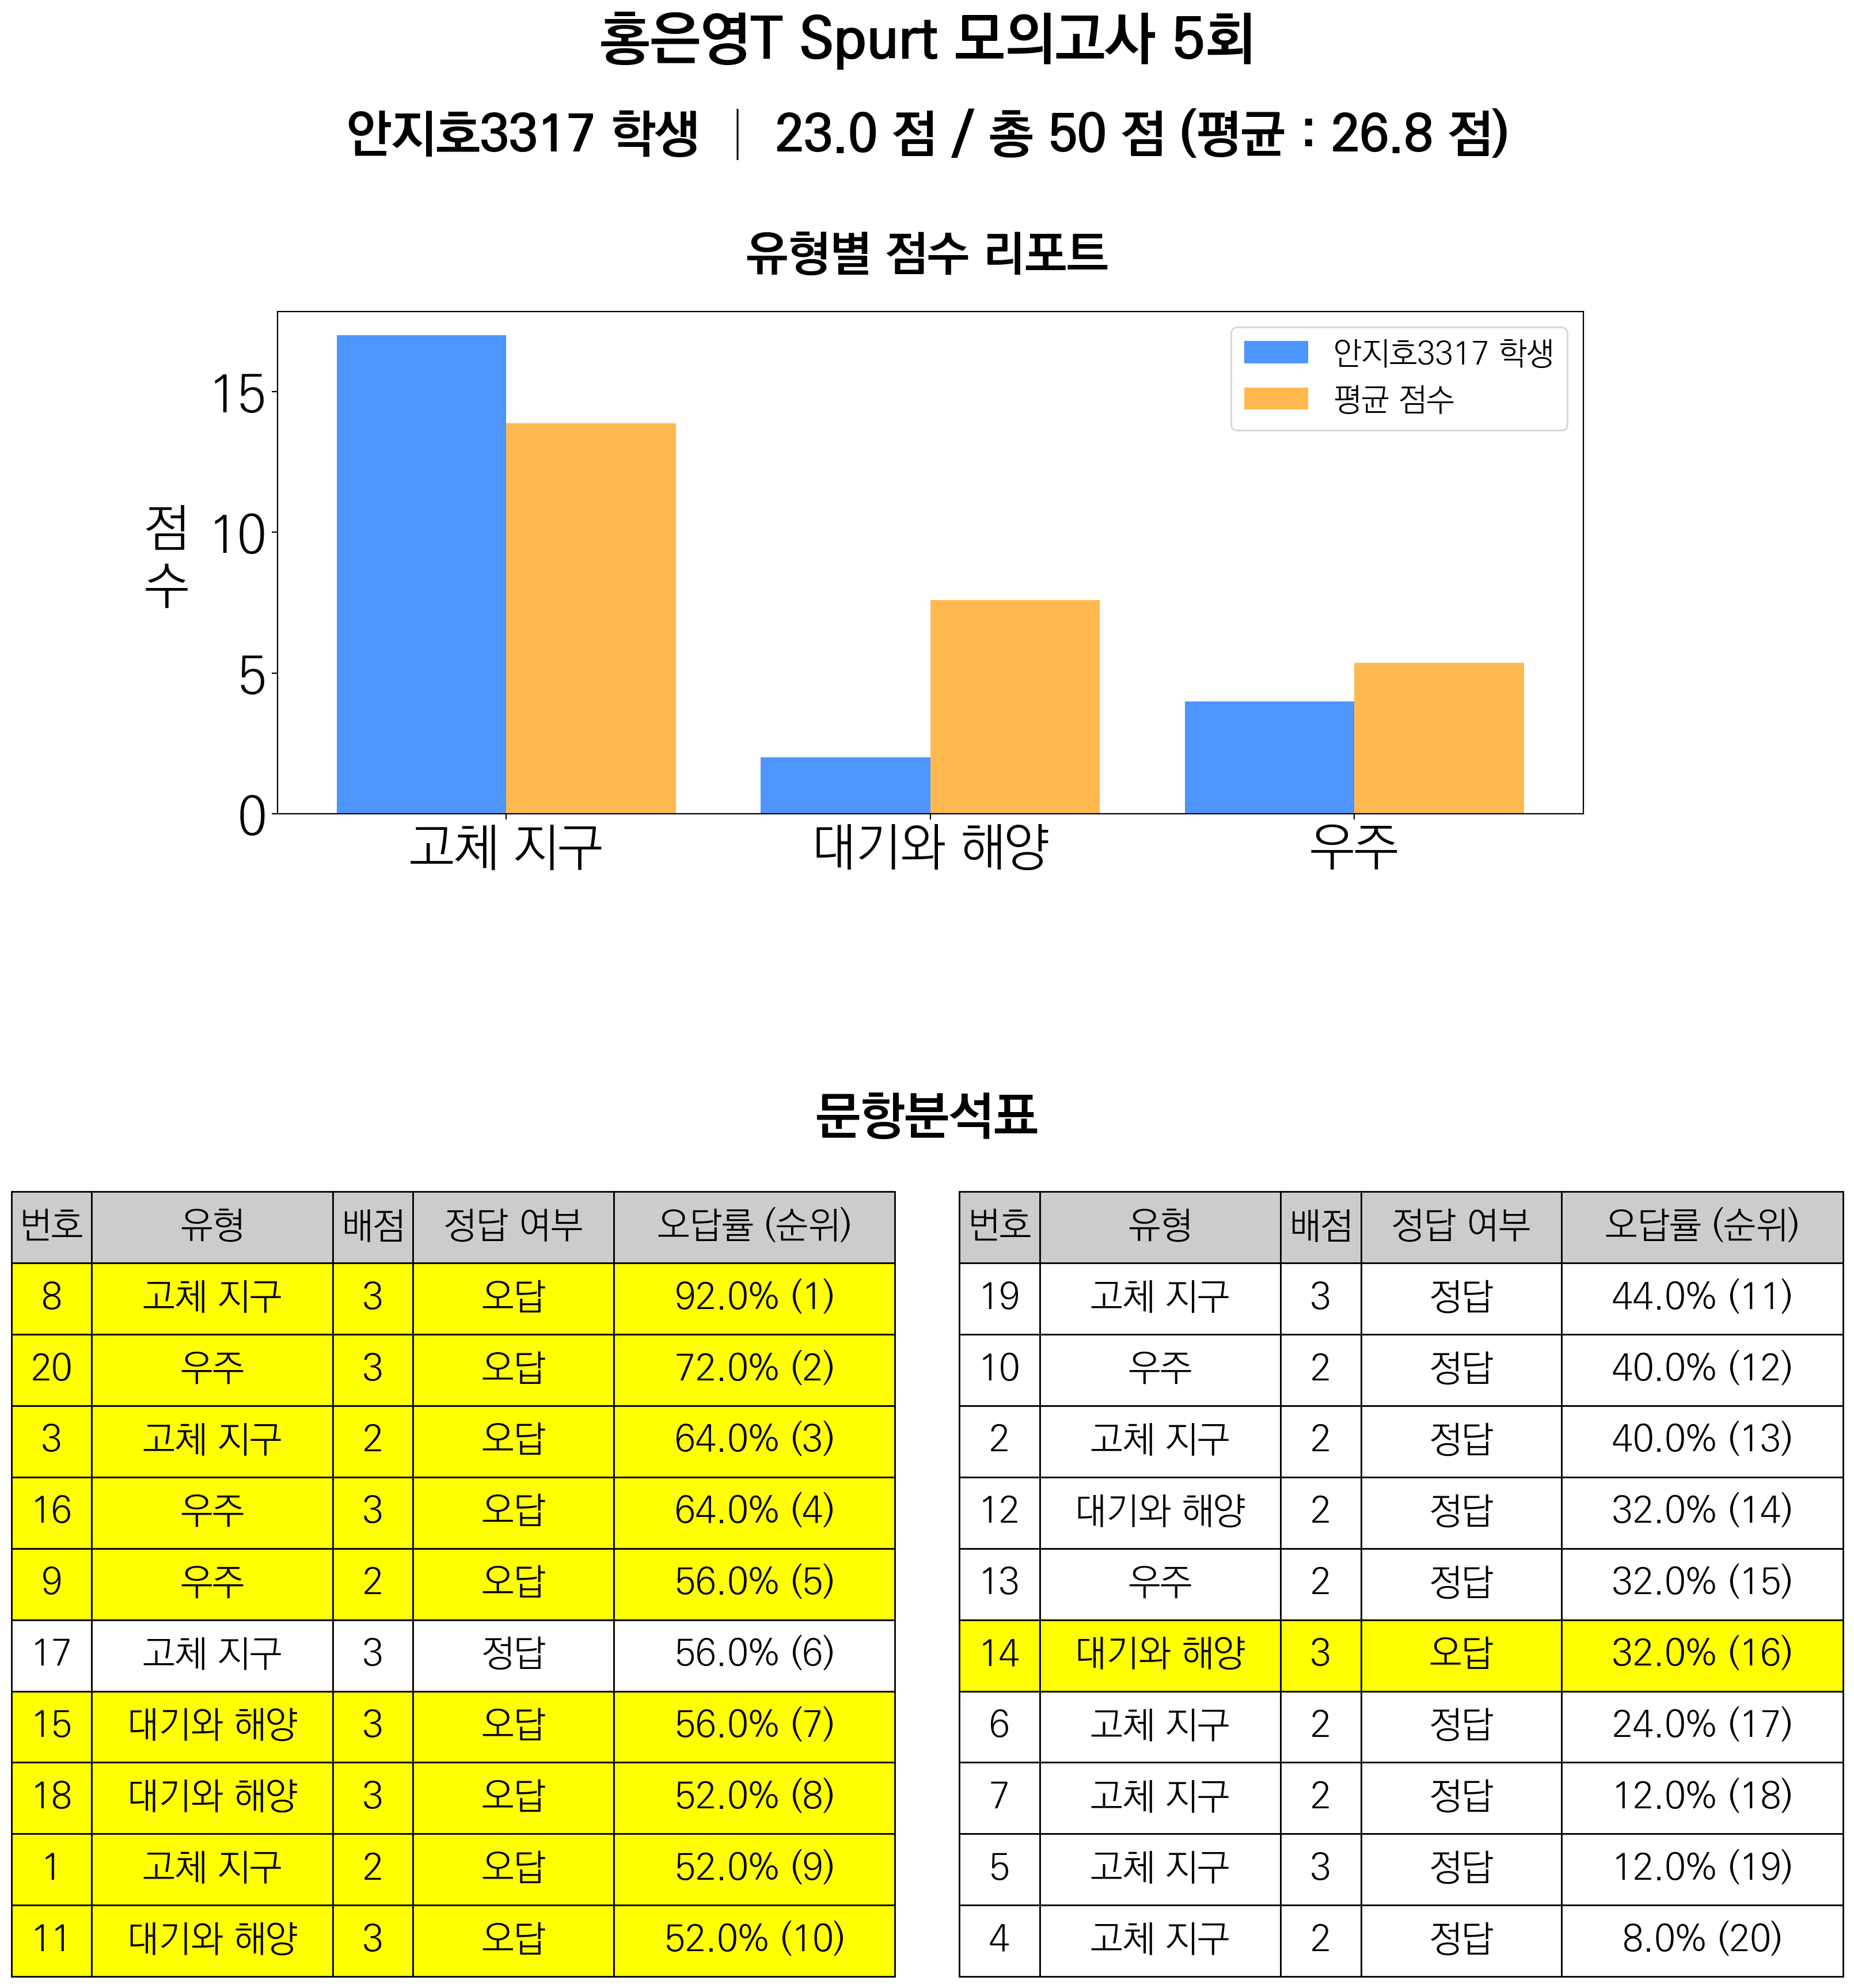 홍은영T Spurt 모의고사 5회
안지호3317 학생 | 23.0 점 / 총 50 점 (평균 : 26.8 점)
유형별 점수 리포트
안지호3317 학생
평균 점수
점
수
15
10
5
0
고체 지구 대기와 해양 우주
문항분석표
번호 유형 배점 정답 여부 오답률 (순위)
8 고체 지구 3 오답 92.0% (1)
20 우주 3 오답 72.0% (2)
3 고체 지구 2 오답 64.0% (3)
16 우주 3 오답 64.0% (4)
9 우주 2 오답 56.0% (5)
17 고체 지구 3 정답 56.0% (6)
15 대기와 해양 3 오답 56.0% (7)
18 대기와 해양 3 오답 52.0% (8)
1 고체 지구 2 오답 52.0% (9)
11 대기와 해양 3 오답 52.0% (10)
번호 유형 배점 정답 여부 오답률 (순위)
19 고체 지구 3 정답 44.0% (11)
10 우주 2 정답 40.0% (12)
2 고체 지구 2 정답 40.0% (13)
12 대기와 해양 2 정답 32.0% (14)
13 우주 2 정답 32.0% (15)
14 대기와 해양 3 오답 32.0% (16)
6 고체 지구 2 정답 24.0% (17)
7 고체 지구 2 정답 12.0% (18)
5 고체 지구 3 정답 12.0% (19)
4 고체 지구 2 정답 8.0% (20)